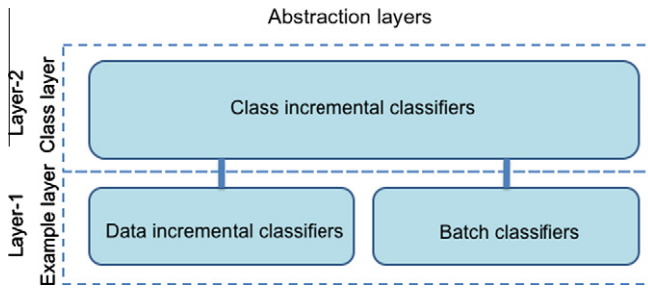 Abstraction layers
Layer-2
Class layer
Class incremental classifiers
Layer-1
Example layer
Data incremental classifiers
Batch classifiers